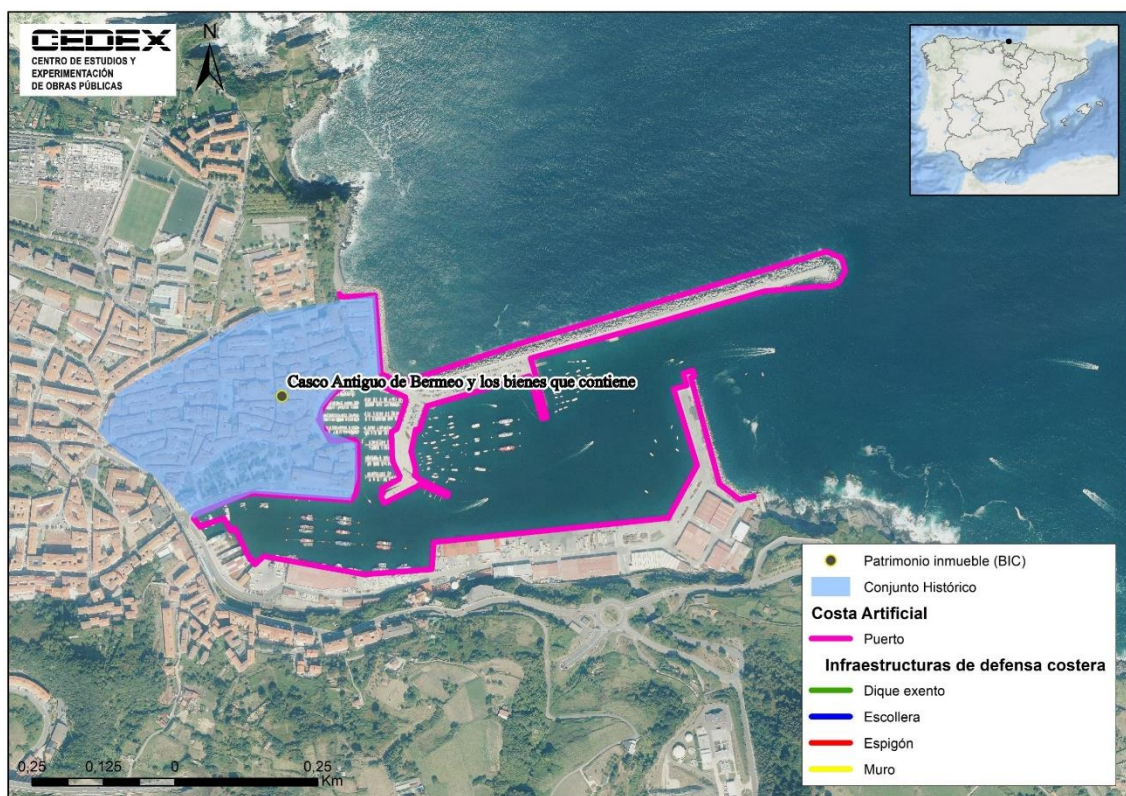 CEDEX
CENTRO DE ESTUDIOS Y
EXPERIMENTACIÓN
DE OBRAS PÚBLICAS
N
Casco Antiguo de Bermeo y los bienes que contiene
Patrimonio inmueble (BIC)
Conjunto Histórico
Costa Artificial
Puerto
Infraestructuras de defensa costera
Dique exento
Escollera
Espigón
Muro
0,25 0,125 0 0,25
Km